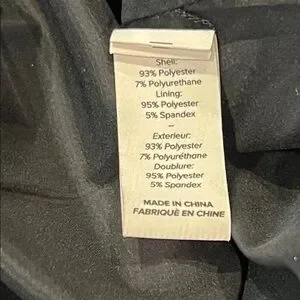 Shell:
93% Polyester
7% Polyurethane
Lining:
95% Polyester
5% Spandex
--
Exterieur:
93% Polyester
7% Polyuréthane
Doublure:
95% Polyester
5% Spandex
MADE IN CHINA
FABRIQUÉ EN CHINE